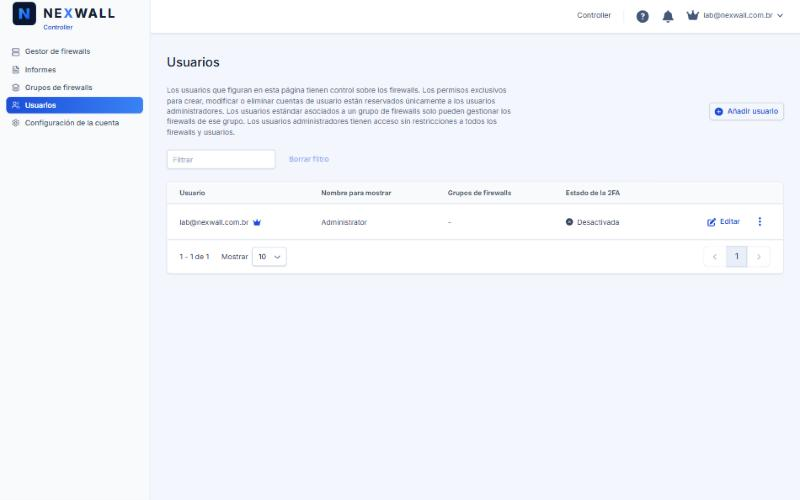 NEXWALL
Controller
Gestor de firewalls
Informes
Grupos de firewalls
Usuarios
Configuración de la cuenta
Controller
lab@nexwall.com.br
Usuarios
Los usuarios que figuran en esta página tienen control sobre los firewalls. Los permisos exclusivos
para crear, modificar o eliminar cuentas de usuario están reservados únicamente a los usuarios
administradores. Los usuarios estándar asociados a un grupo de firewalls solo pueden gestionar los
firewalls de ese grupo. Los usuarios administradores tienen acceso sin restricciones a todos los
firewalls y usuarios.
Añadir usuario
Filtrar
Borrar filtro
Usuario Nombre para mostrar Grupos de firewalls Estado de la 2FA
lab@nexwall.com.br Administrator - Desactivada Editar
1 - 1 de 1 Mostrar 10 1